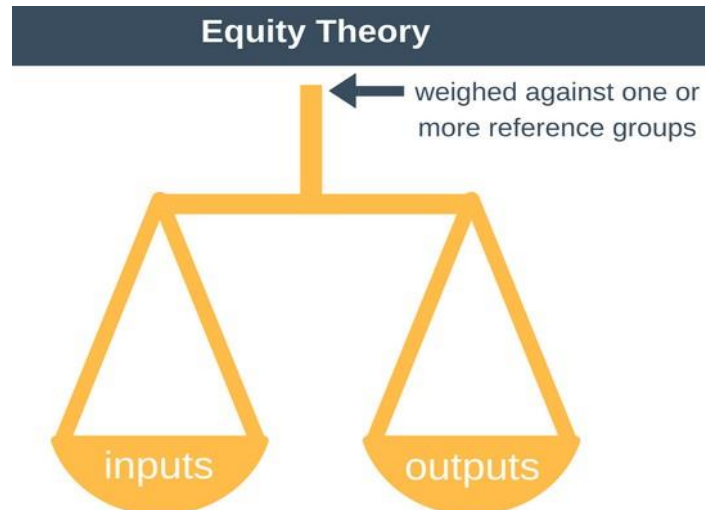 Equity Theory
weighed against one or
more reference groups
inputs
outputs